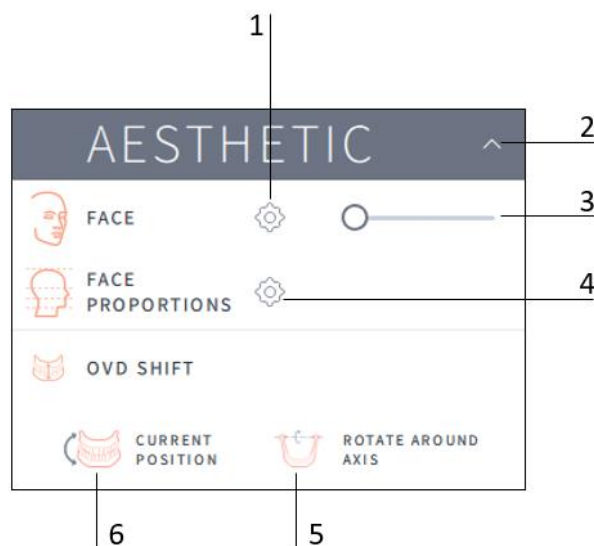 1
AESTHETIC
2
FACE
3
FACE
PROPORTIONS
4
OVD SHIFT
CURRENT
POSITION
ROTATE AROUND
AXIS
6
5